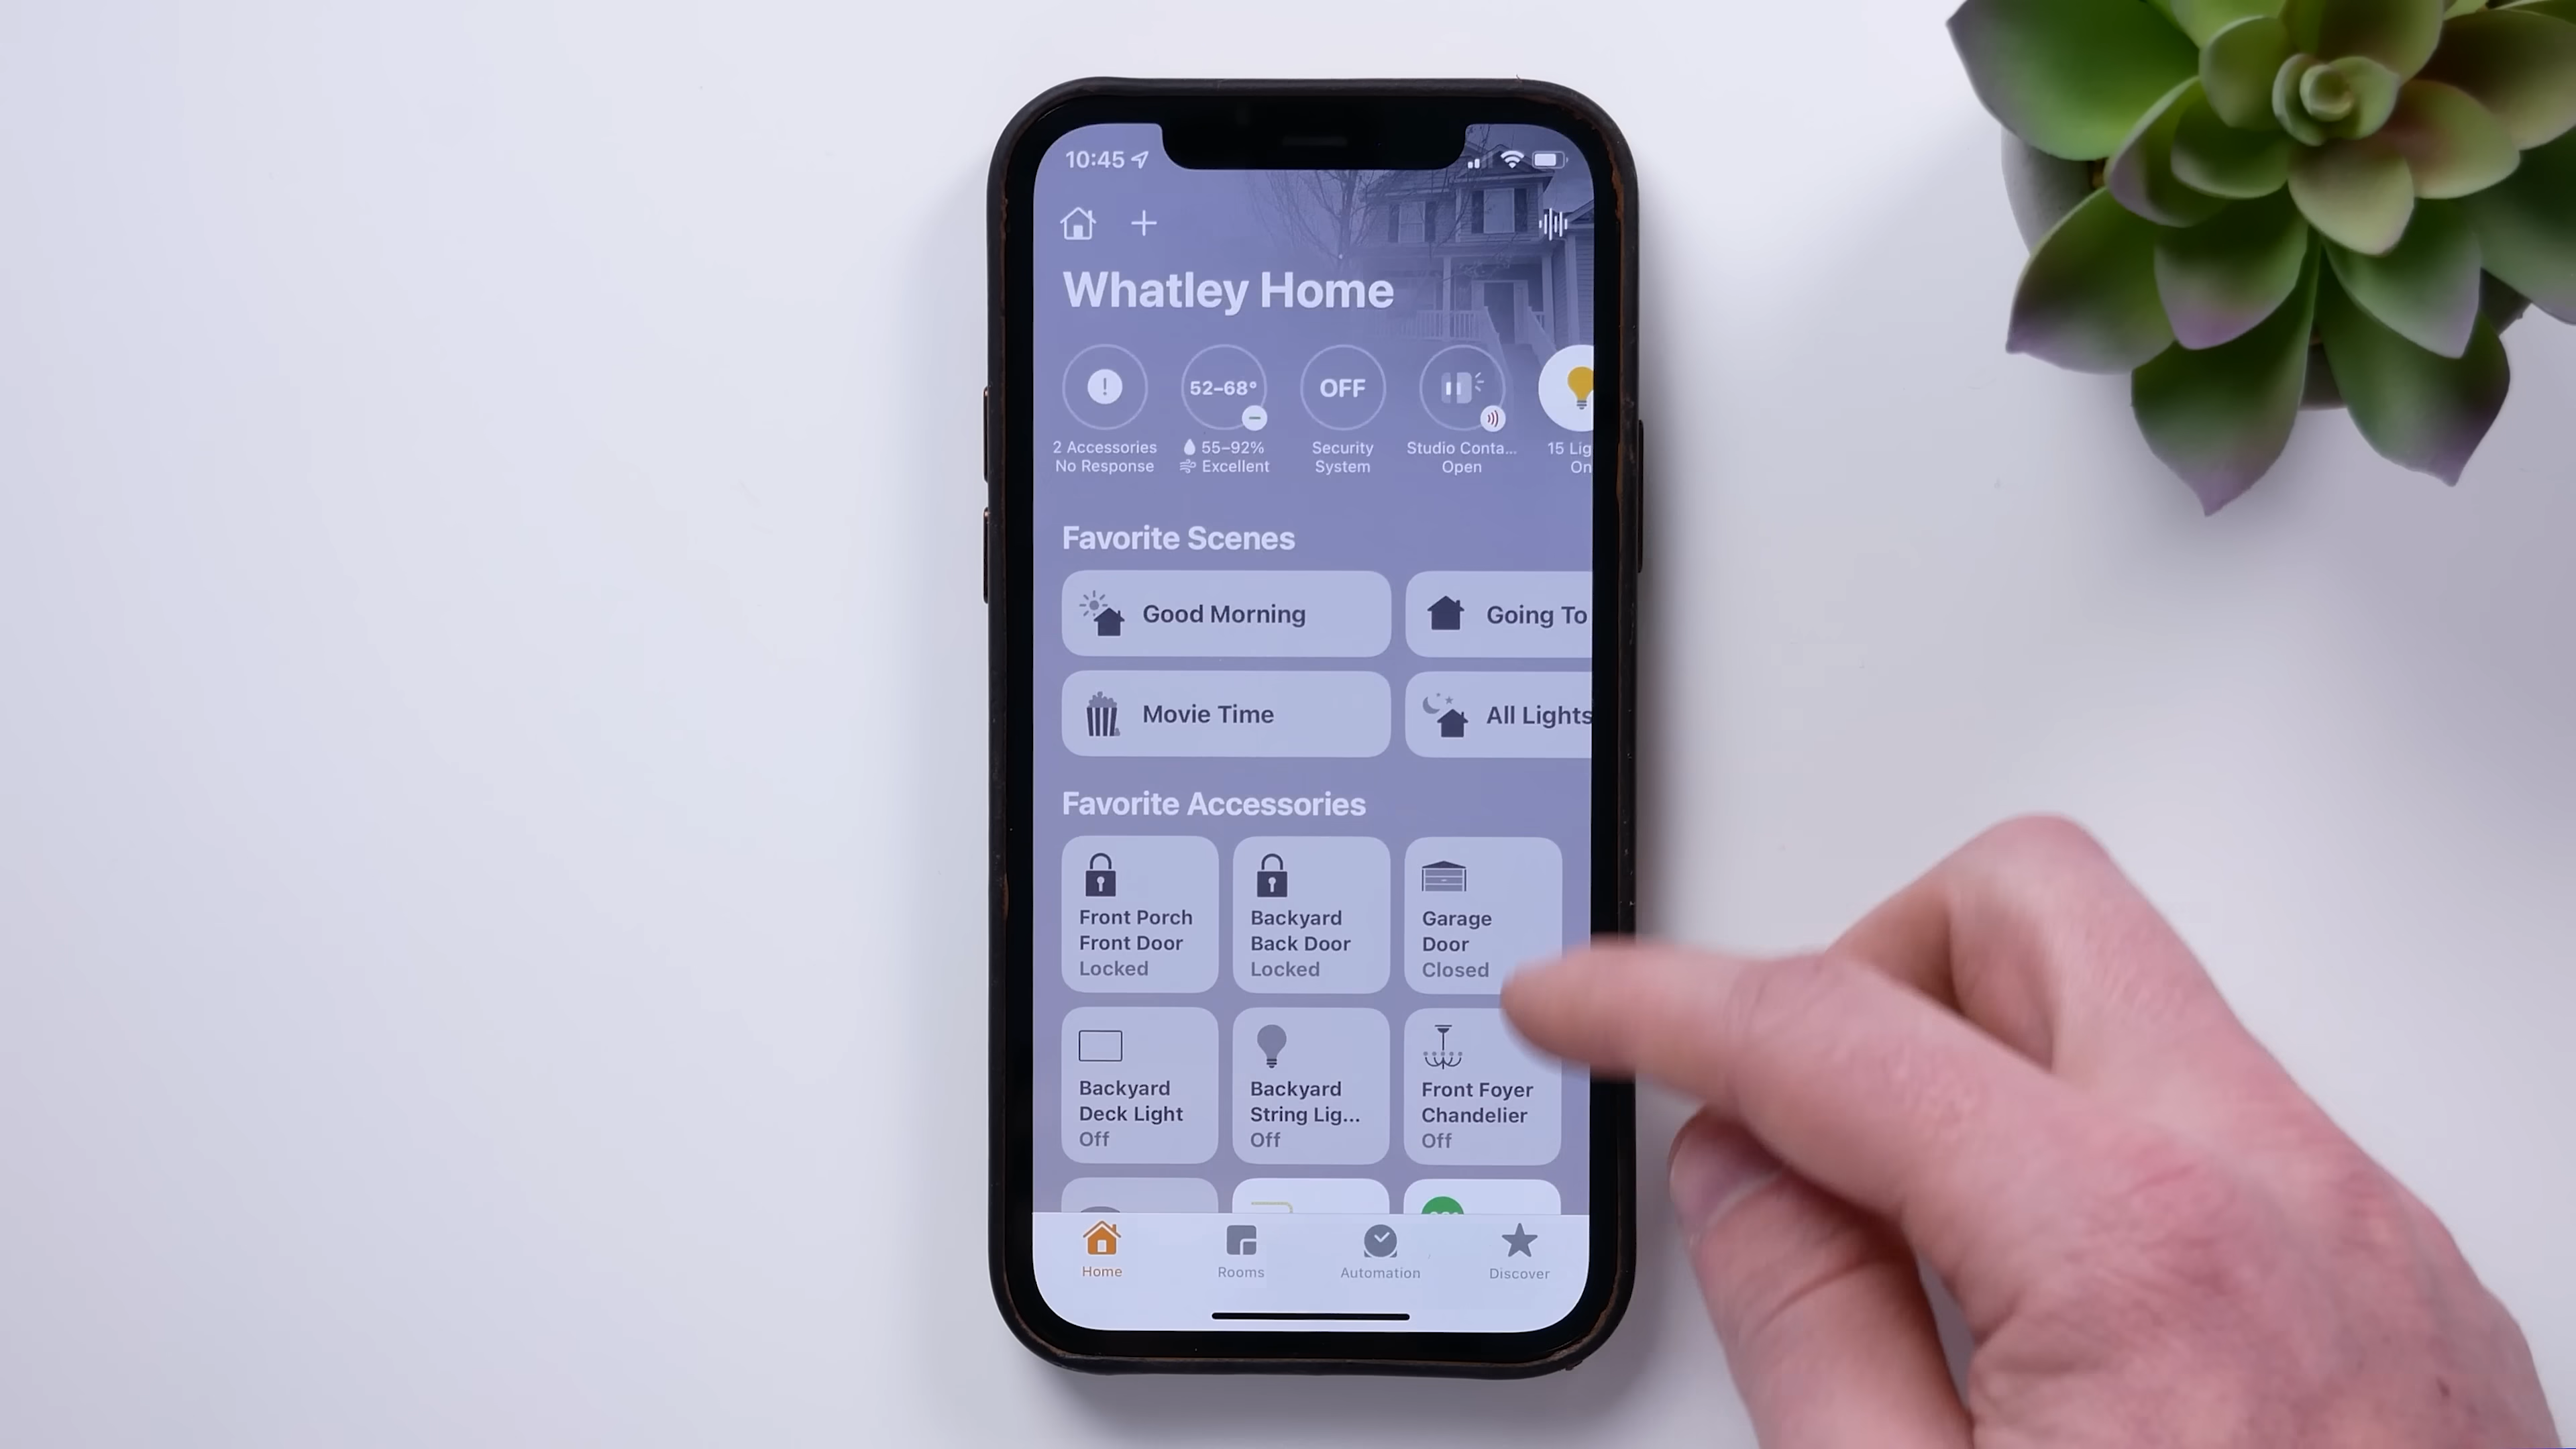 10:45
Whatley Home
52–68°
OFF
2 Accessories
No Response
55–92%
Excellent
Security
System
Studio Conta...
Open
15 Lig
On
Favorite Scenes
Good Morning
Going To
Movie Time
All Lights
Favorite Accessories
Front Porch
Front Door
Locked
Backyard
Back Door
Locked
Garage
Door
Closed
Backyard
Deck Light
Off
Backyard
String Lig...
Off
Front Foyer
Chandelier
Off
Home
Rooms
Automation
Discover